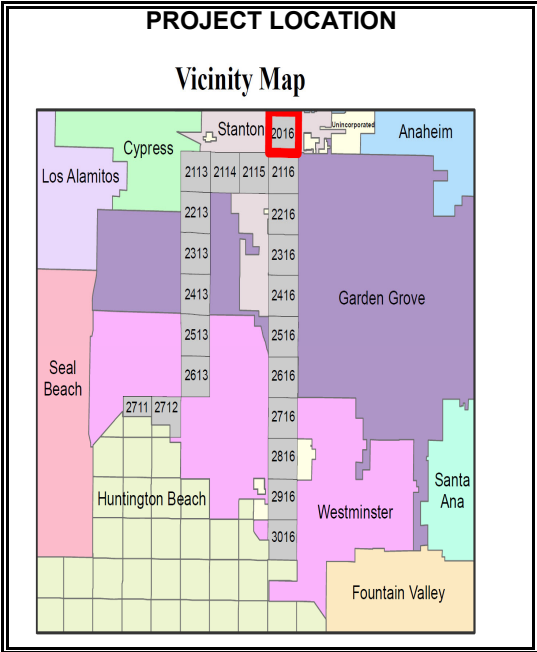 PROJECT LOCATION
Vicinity Map
Stanton
2016
Unincorporated
Anaheim
Cypress
Los Alamitos
2113
2114
2115
2116
2213
2216
2313
2316
2413
2416
Garden Grove
2513
2516
Seal
Beach
2613
2616
2711
2712
2716
2816
Santa
Ana
Huntington Beach
2916
Westminster
3016
Fountain Valley